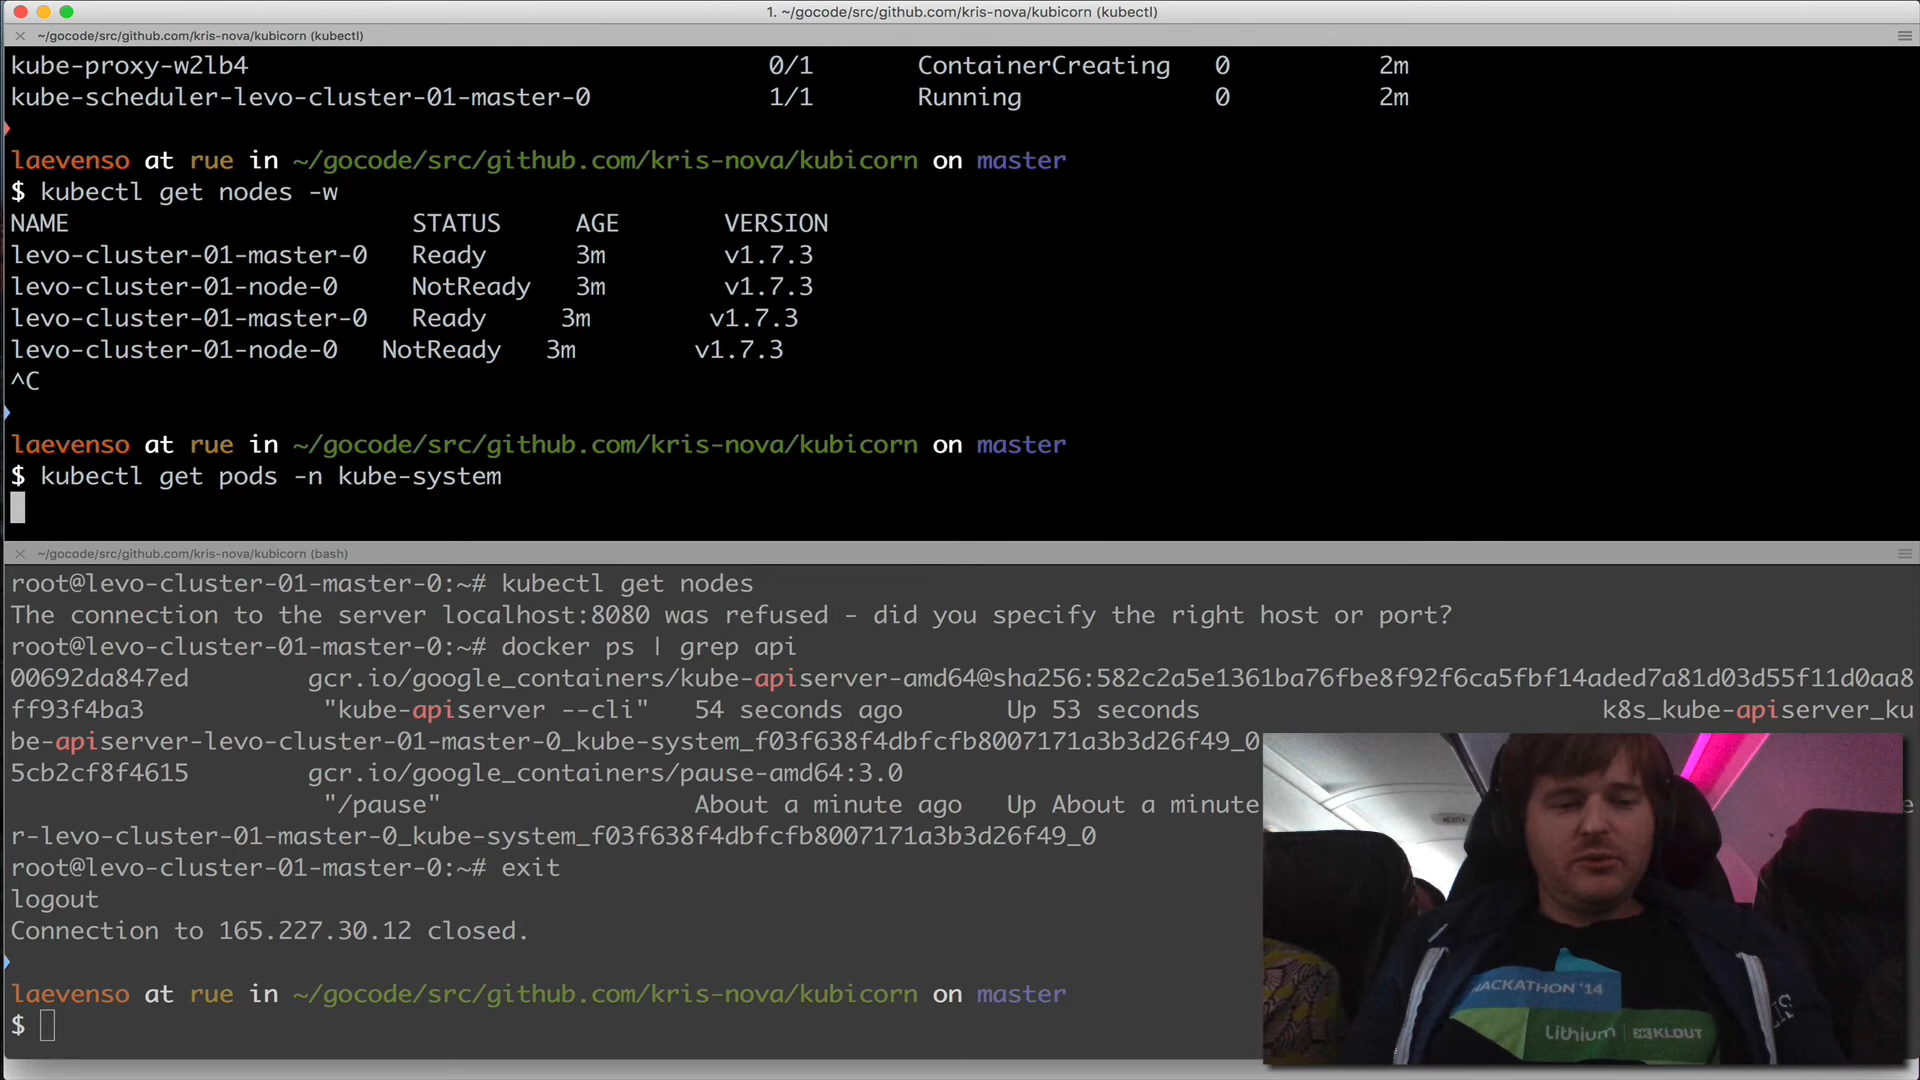 1. ~/gocode/src/github.com/kris-nova/kubicorn (kubectl)
~/gocode/src/github.com/kris-nova/kubicorn (kubectl)
kube-proxy-w2lb4 0/1 ContainerCreating 0 2m
kube-scheduler-levo-cluster-01-master-0 1/1 Running 0 2m
laevenso at rue in ~/gocode/src/github.com/kris-nova/kubicorn on master
$ kubectl get nodes -w
NAME STATUS AGE VERSION
levo-cluster-01-master-0 Ready 3m v1.7.3
levo-cluster-01-node-0 NotReady 3m v1.7.3
levo-cluster-01-master-0 Ready 3m v1.7.3
levo-cluster-01-node-0 NotReady 3m v1.7.3
^C
laevenso at rue in ~/gocode/src/github.com/kris-nova/kubicorn on master
$ kubectl get pods -n kube-system
~/gocode/src/github.com/kris-nova/kubicorn (bash)
root@levo-cluster-01-master-0:~# kubectl get nodes
The connection to the server localhost:8080 was refused - did you specify the right host or port?
root@levo-cluster-01-master-0:~# docker ps | grep api
00692da847ed gcr.io/google_containers/kube-apiserver-amd64@sha256:582c2a5e1361ba76fbe8f92f6ca5fbf14aded7a81d03d55f11d0aa8
ff93f4ba3 "kube-apiserver --cli" 54 seconds ago Up 53 seconds k8s_kube-apiserver_ku
be-apiserver-levo-cluster-01-master-0_kube-system_f03f638f4dbfcfb8007171a3b3d26f49_0
5cb2cf8f4615 gcr.io/google_containers/pause-amd64:3.0
"/pause" About a minute ago Up About a minute e
r-levo-cluster-01-master-0_kube-system_f03f638f4dbfcfb8007171a3b3d26f49_0
root@levo-cluster-01-master-0:~# exit
logout
Connection to 165.227.30.12 closed.
laevenso at rue in ~/gocode/src/github.com/kris-nova/kubicorn on master
$
HACKATHON '14
Lithium KLOUT